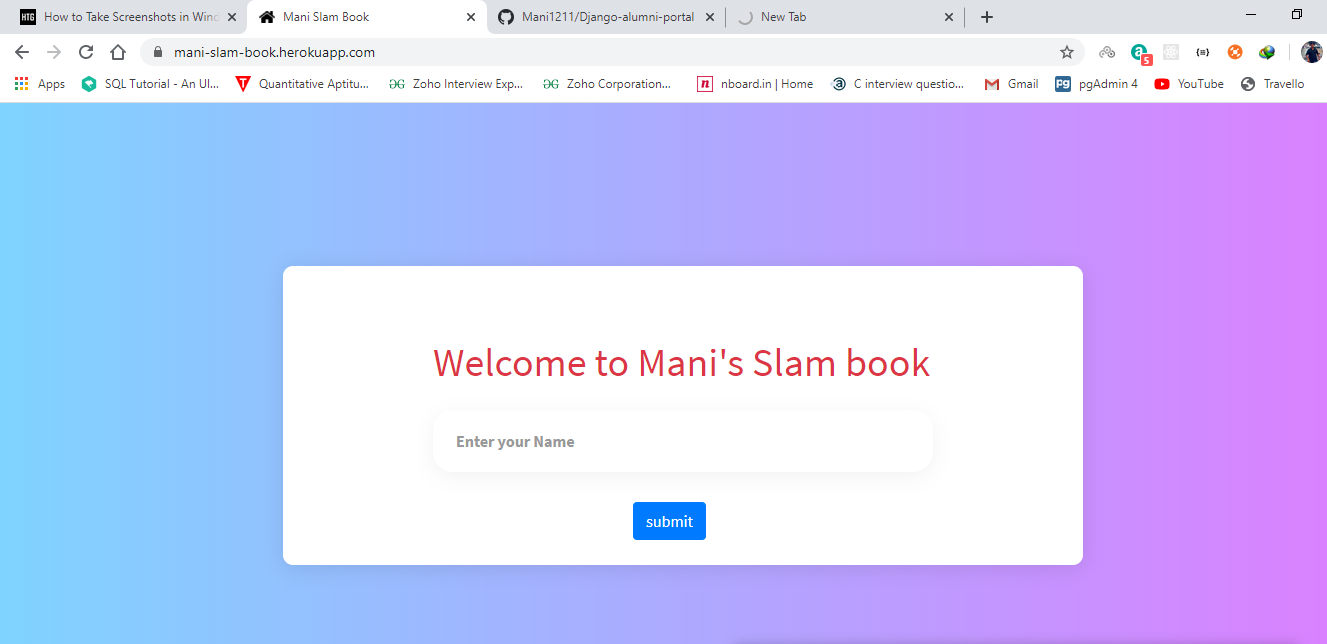 HTG How to Take Screenshots in Wind
Mani Slam Book
Mani1211/Django-alumni-portal
New Tab
mani-slam-book.herokuapp.com
5
Apps
SQL Tutorial - An Ul...
Quantitative Aptitu...
Zoho Interview Exp...
Zoho Corporation...
n nboard.in | Home
a C interview questio...
Gmail
pgAdmin 4
YouTube
Travello
Welcome to Mani's Slam book
Enter your Name
submit